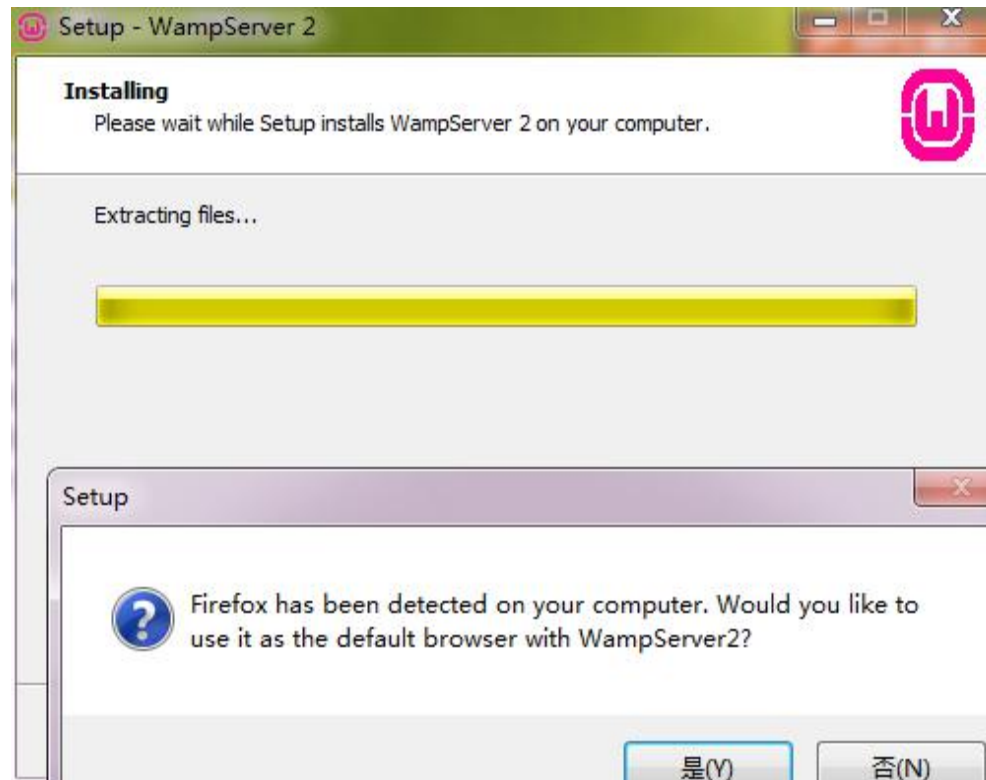 Setup - WampServer 2
Installing
Please wait while Setup installs WampServer 2 on your computer.
Extracting files...
Setup
Firefox has been detected on your computer. Would you like to
use it as the default browser with WampServer2?
是(Y) 否(N)